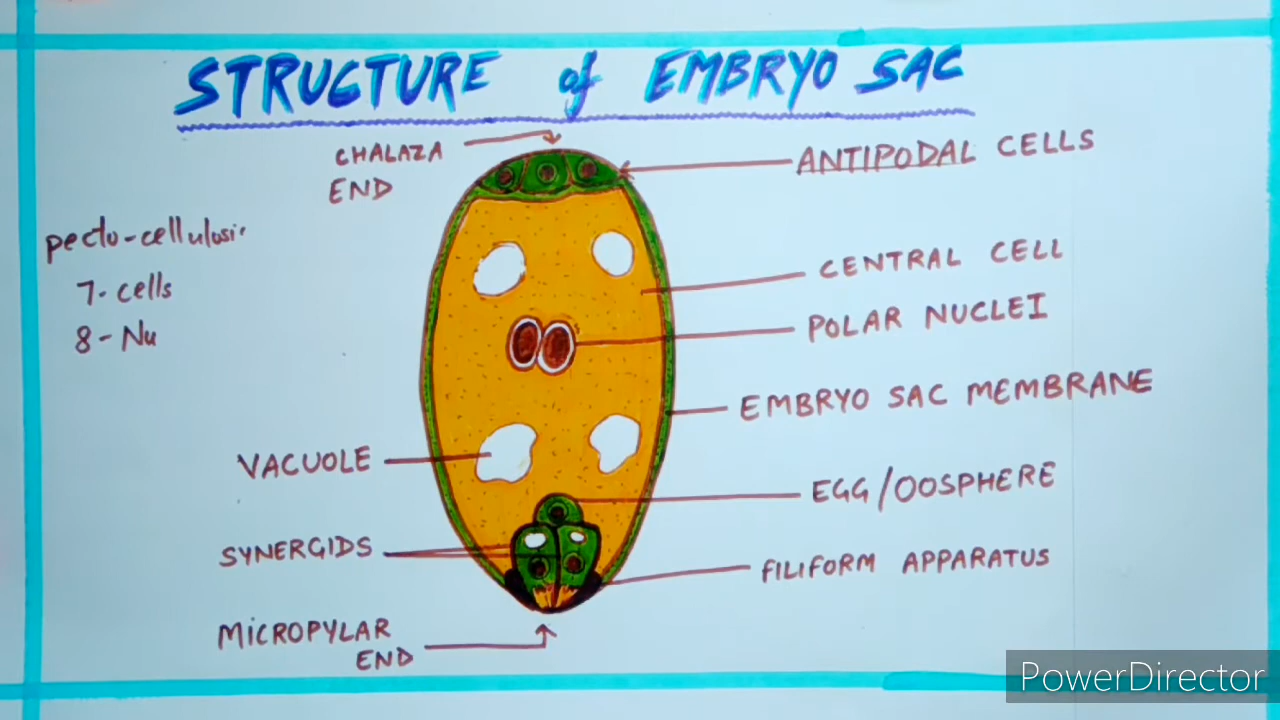 STRUCTURE of EMBRYO SAC
CHALAZA
END
ANTIPODAL CELLS
pecto-cellulosi
7- cells
8- Nu
CENTRAL CELL
POLAR NUCLEI
EMBRYO SAC MEMBRANE
VACUOLE
EGG/OOSPHERE
SYNERGIDS
FILIFORM APPARATUS
MICROPYLAR
END
PowerDirector